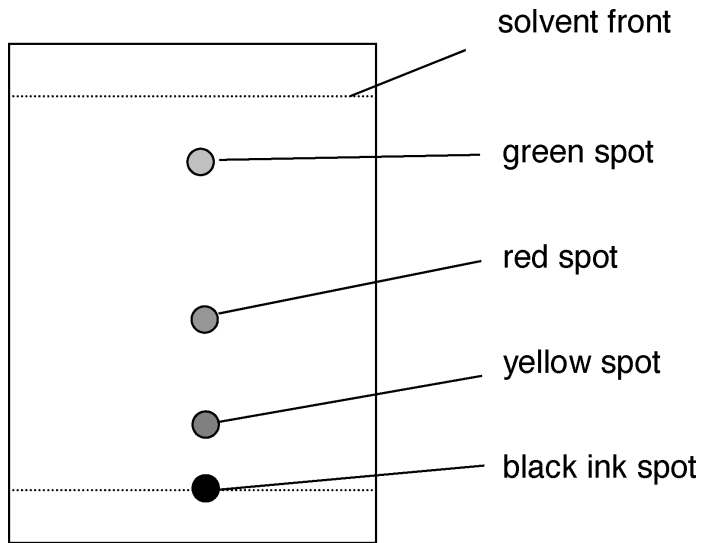 solvent front
green spot
red spot
yellow spot
black ink spot